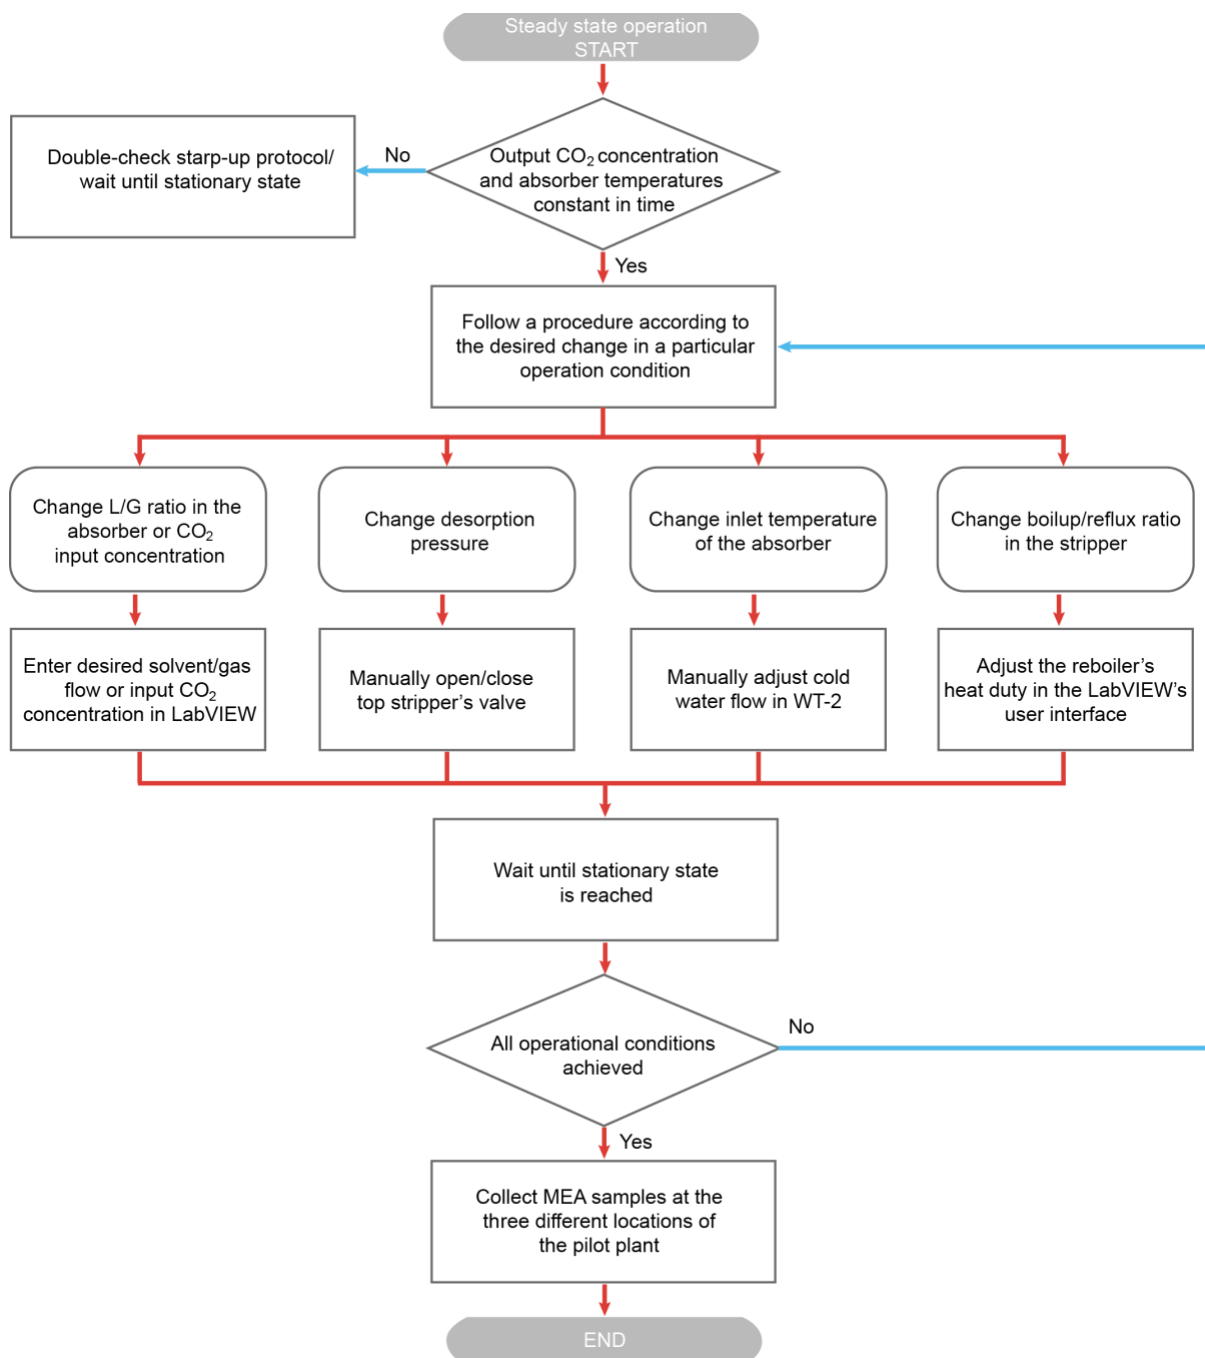 Steady state operation
START
Output CO₂ concentration
and absorber temperatures
constant in time
No
Double-check starp-up protocol/
wait until stationary state
Yes
Follow a procedure according to
the desired change in a particular
operation condition
Change L/G ratio in the
absorber or CO₂
input concentration
Change desorption
pressure
Change inlet temperature
of the absorber
Change boilup/reflux ratio
in the stripper
Enter desired solvent/gas
flow or input CO₂
concentration in LabVIEW
Manually open/close
top stripper’s valve
Manually adjust cold
water flow in WT-2
Adjust the reboiler’s
heat duty in the LabVIEW’s
user interface
Wait until stationary state
is reached
All operational conditions
achieved
No
Yes
Collect MEA samples at the
three different locations of
the pilot plant
END